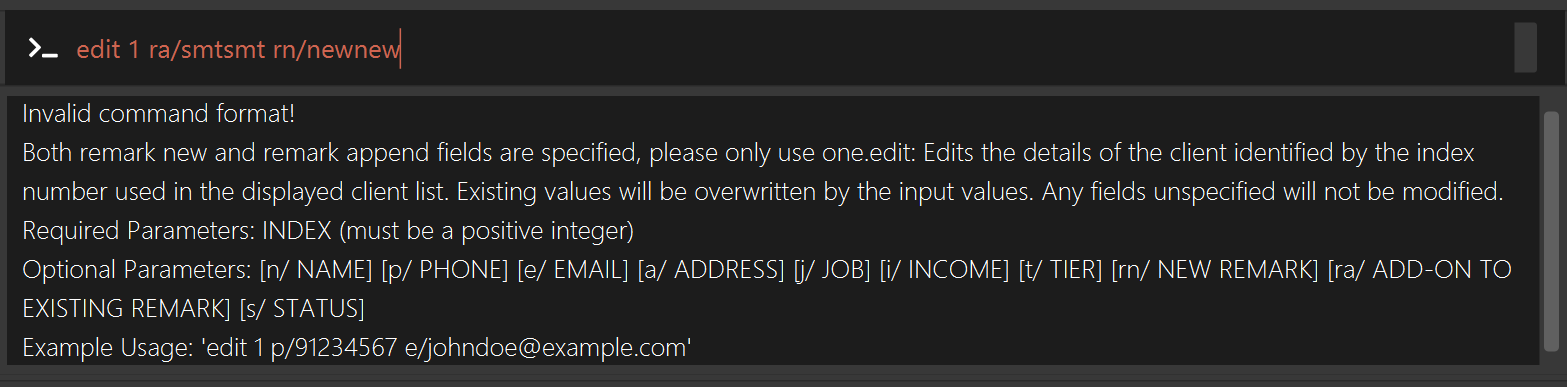 >_ edit 1 ra/smtsmt rn/newnew
Invalid command format!
Both remark new and remark append fields are specified, please only use one.edit: Edits the details of the client identified by the index
number used in the displayed client list. Existing values will be overwritten by the input values. Any fields unspecified will not be modified.
Required Parameters: INDEX (must be a positive integer)
Optional Parameters: [n/ NAME] [p/ PHONE] [e/ EMAIL] [a/ ADDRESS] [j/ JOB] [i/ INCOME] [t/ TIER] [rn/ NEW REMARK] [ra/ ADD-ON TO
EXISTING REMARK] [s/ STATUS]
Example Usage: 'edit 1 p/91234567 e/johndoe@example.com'